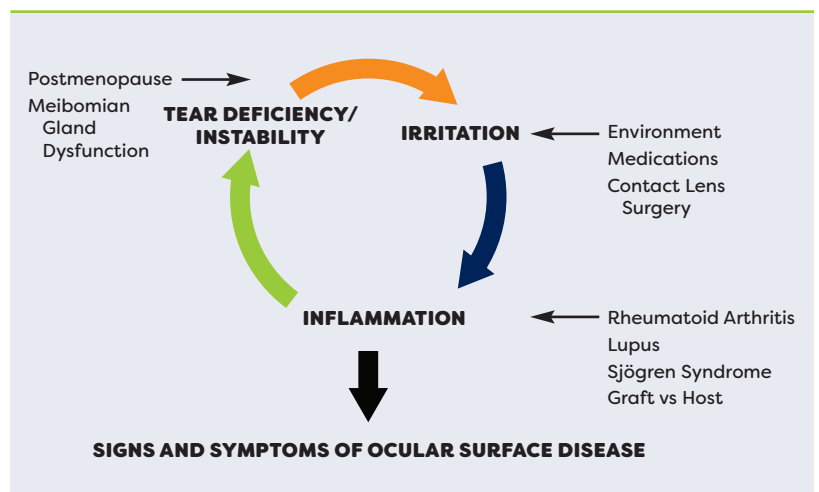 Postmenopause
Meibomian
Gland
Dysfunction
TEAR DEFICIENCY/
INSTABILITY
IRRITATION
Environment
Medications
Contact Lens
Surgery
INFLAMMATION
Rheumatoid Arthritis
Lupus
Sjögren Syndrome
Graft vs Host
SIGNS AND SYMPTOMS OF OCULAR SURFACE DISEASE